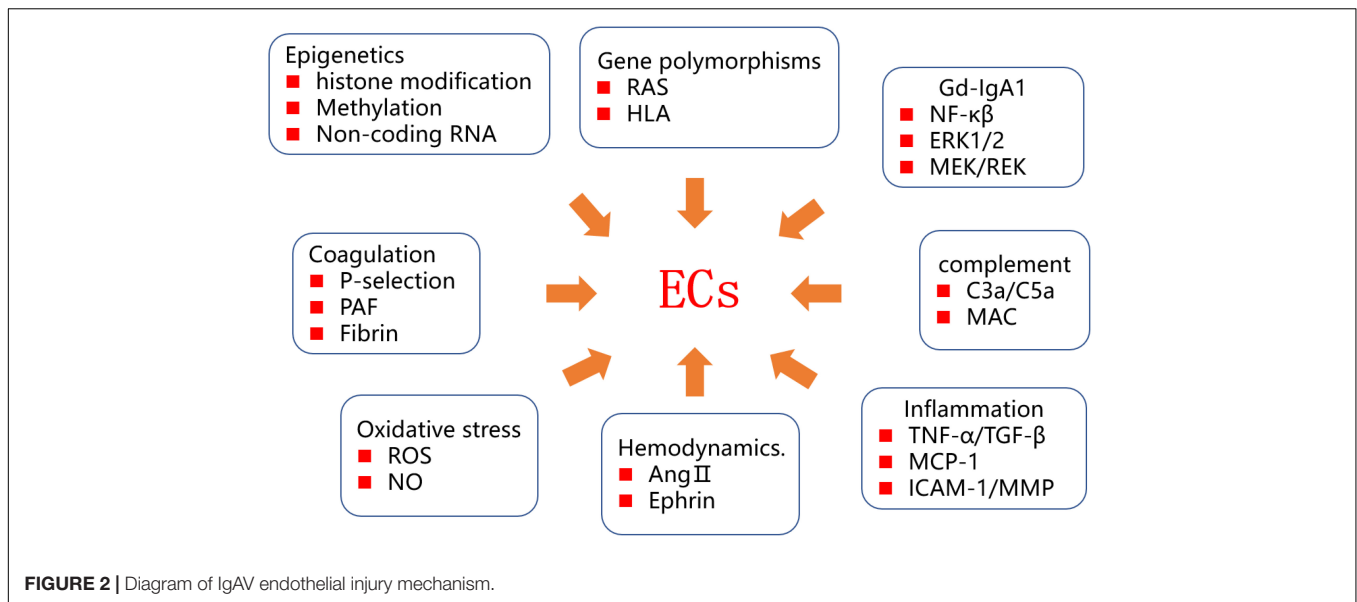 Epigenetics
histone modification
Methylation
Non-coding RNA
Gene polymorphisms
RAS
HLA
Gd-IgA1
NF-κβ
ERK1/2
MEK/REK
Coagulation
P-selection
PAF
Fibrin
ECs
complement
C3a/C5a
MAC
Oxidative stress
ROS
NO
Hemodynamics.
AngⅡ
Ephrin
Inflammation
TNF-α/TGF-β
MCP-1
ICAM-1/MMP
FIGURE 2 | Diagram of IgAV endothelial injury mechanism.